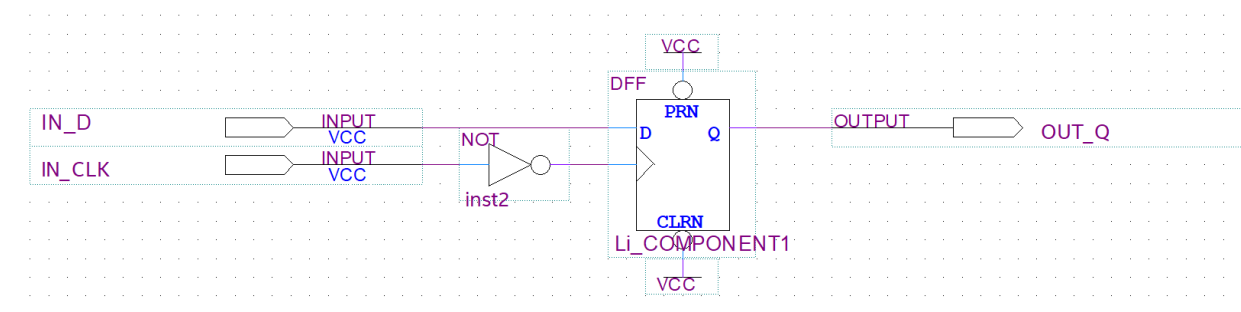 VCC
DFF
PRN
IN_D
INPUT
VCC
D
Q
OUTPUT
OUT_Q
NOT
IN_CLK
INPUT
VCC
inst2
CLRN
Li_COMPONENT1
VCC